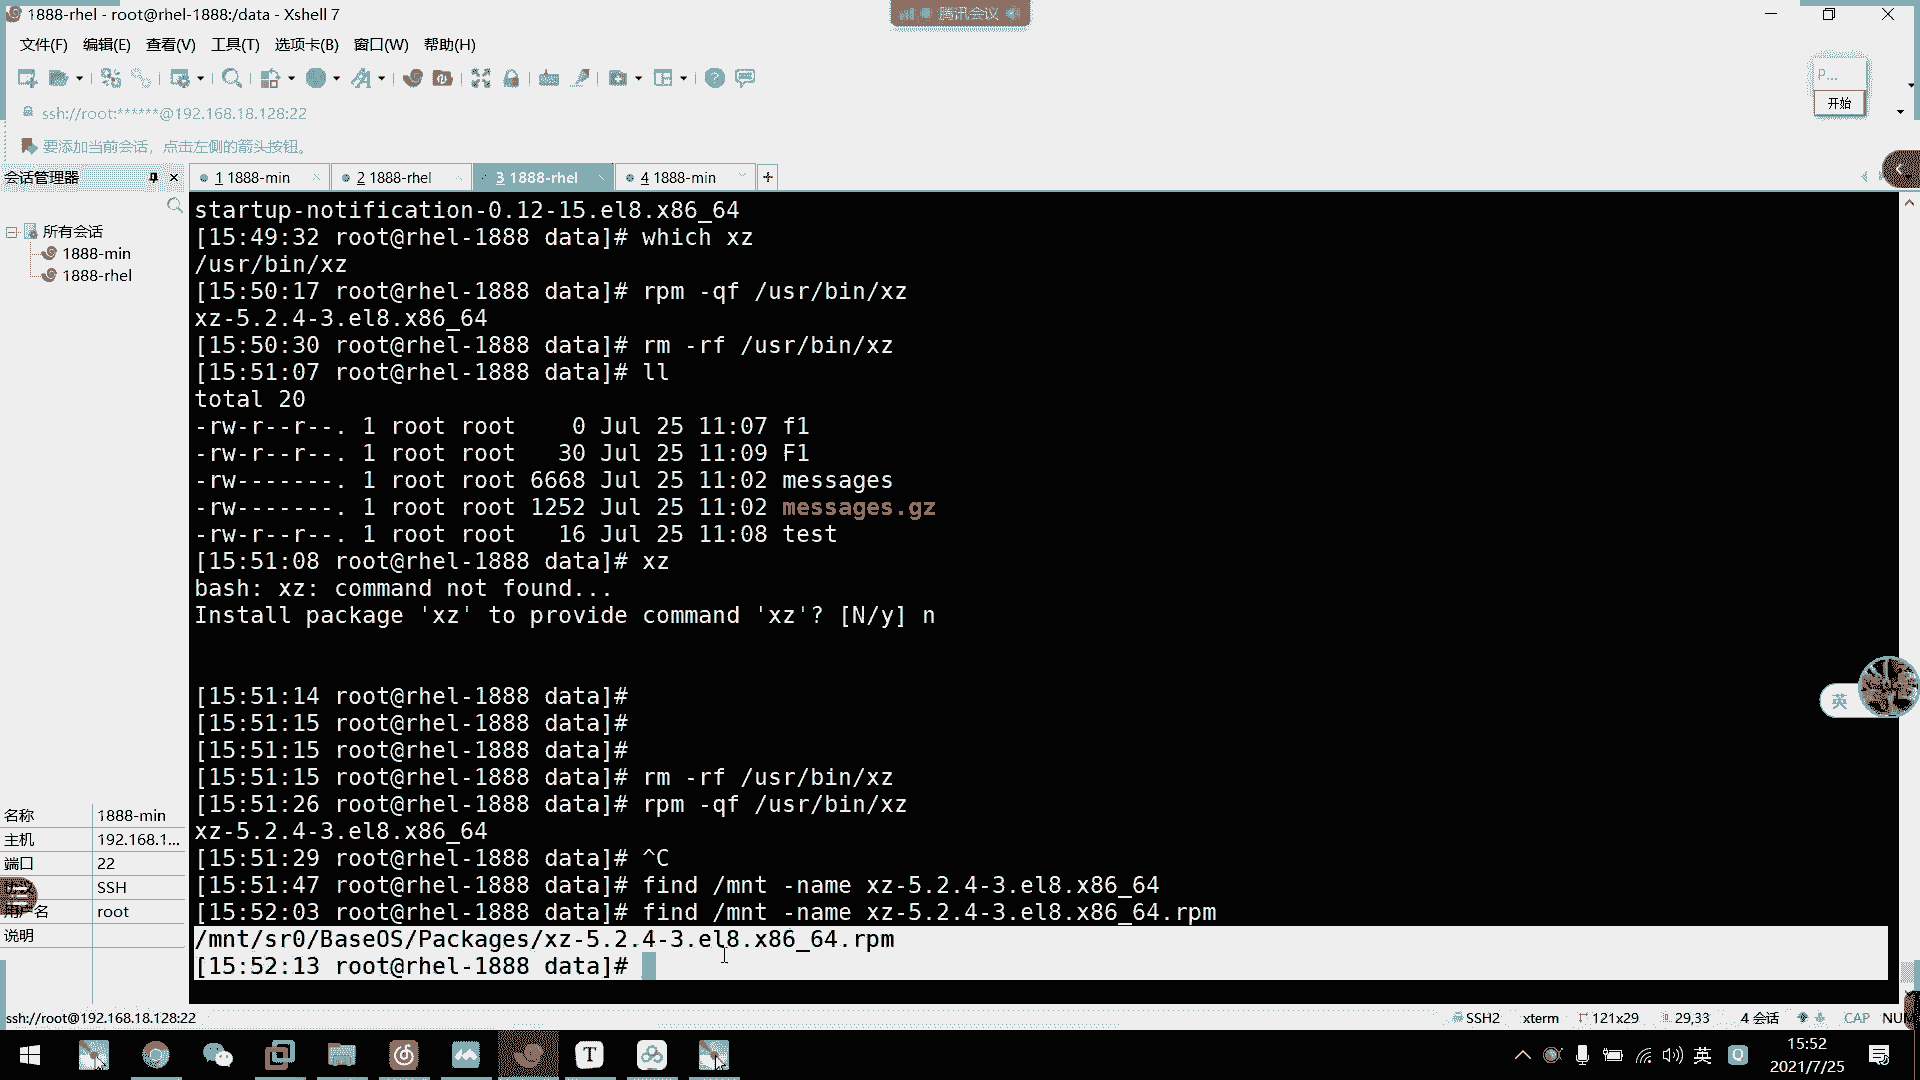 1888-rhel - root@rhel-1888:/data - Xshell 7
腾讯会议
文件(F) 编辑(E) 查看(V) 工具(T) 选项卡(B) 窗口(W) 帮助(H)
P...
开始
ssh://root:******@192.168.18.128:22
要添加当前会话，点击左侧的箭头按钮。
会话管理器
1 1888-min
2 1888-rhel
3 1888-rhel
4 1888-min
+
所有会话
1888-min
1888-rhel
startup-notification-0.12-15.el8.x86_64
[15:49:32 root@rhel-1888 data]# which xz
/usr/bin/xz
[15:50:17 root@rhel-1888 data]# rpm -qf /usr/bin/xz
xz-5.2.4-3.el8.x86_64
[15:50:30 root@rhel-1888 data]# rm -rf /usr/bin/xz
[15:51:07 root@rhel-1888 data]# ll
total 20
-rw-r--r--. 1 root root    0 Jul 25 11:07 f1
-rw-r--r--. 1 root root   30 Jul 25 11:09 F1
-rw-------. 1 root root 6668 Jul 25 11:02 messages
-rw-------. 1 root root 1252 Jul 25 11:02 messages.gz
-rw-r--r--. 1 root root   16 Jul 25 11:08 test
[15:51:08 root@rhel-1888 data]# xz
bash: xz: command not found...
Install package 'xz' to provide command 'xz'? [N/y] n
[15:51:14 root@rhel-1888 data]#
[15:51:15 root@rhel-1888 data]#
[15:51:15 root@rhel-1888 data]#
[15:51:15 root@rhel-1888 data]# rm -rf /usr/bin/xz
[15:51:26 root@rhel-1888 data]# rpm -qf /usr/bin/xz
xz-5.2.4-3.el8.x86_64
[15:51:29 root@rhel-1888 data]# ^C
[15:51:47 root@rhel-1888 data]# find /mnt -name xz-5.2.4-3.el8.x86_64
[15:52:03 root@rhel-1888 data]# find /mnt -name xz-5.2.4-3.el8.x86_64.rpm
/mnt/sr0/BaseOS/Packages/xz-5.2.4-3.el8.x86_64.rpm
[15:52:13 root@rhel-1888 data]#
英
名称 1888-min
主机 192.168.1...
端口 22
SSH
用户名 root
说明
ssh://root@192.168.18.128:22
SSH2 xterm 121x29 29,33 4 会话 CAP NUM
T
英
Q
15:52
2021/7/25